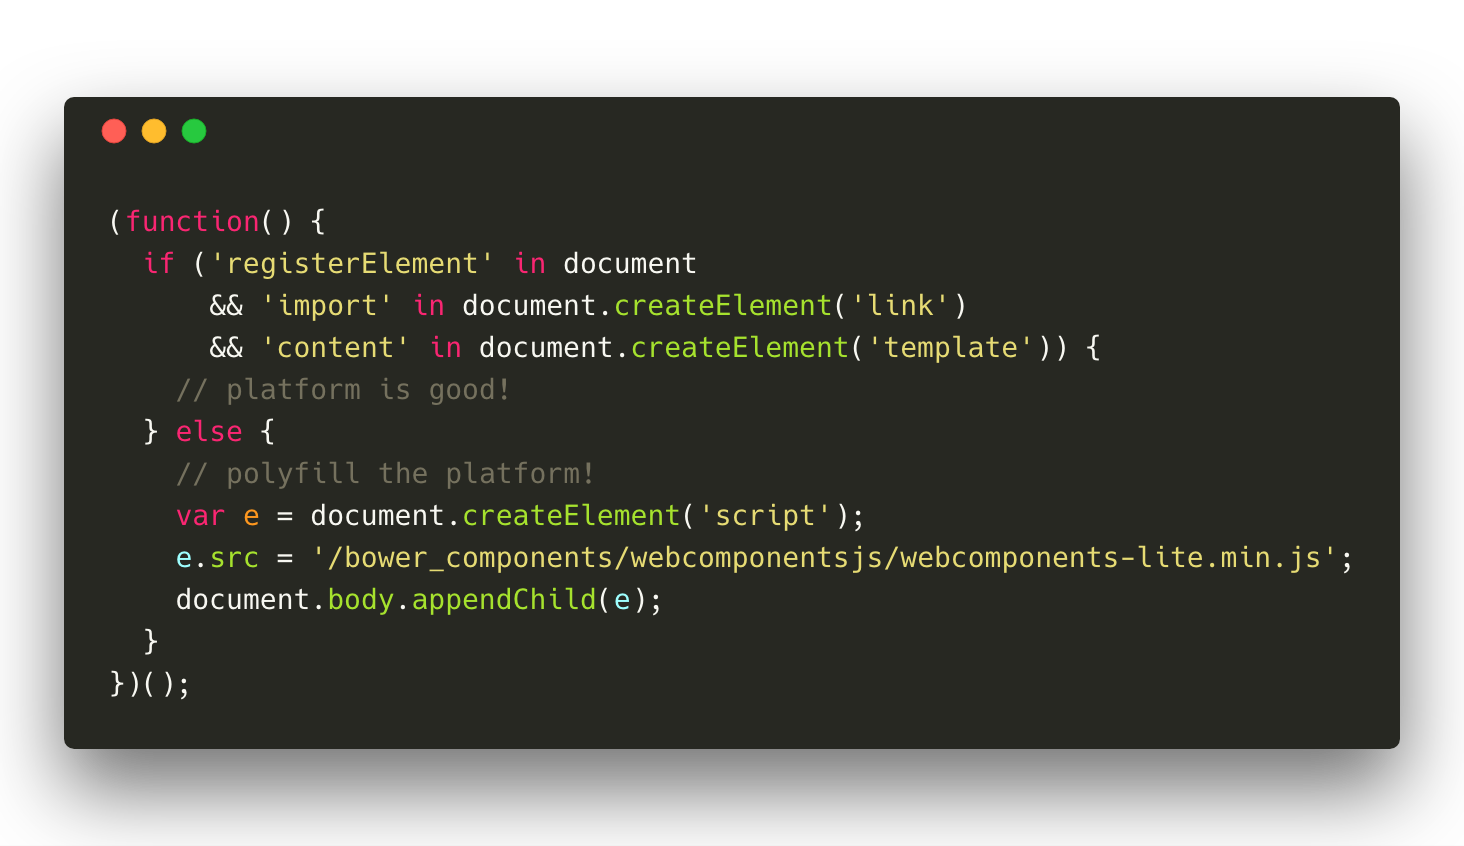 (function() {
  if ('registerElement' in document
      && 'import' in document.createElement('link')
      && 'content' in document.createElement('template')) {
    // platform is good!
  } else {
    // polyfill the platform!
    var e = document.createElement('script');
    e.src = '/bower_components/webcomponentsjs/webcomponents-lite.min.js';
    document.body.appendChild(e);
  }
})();